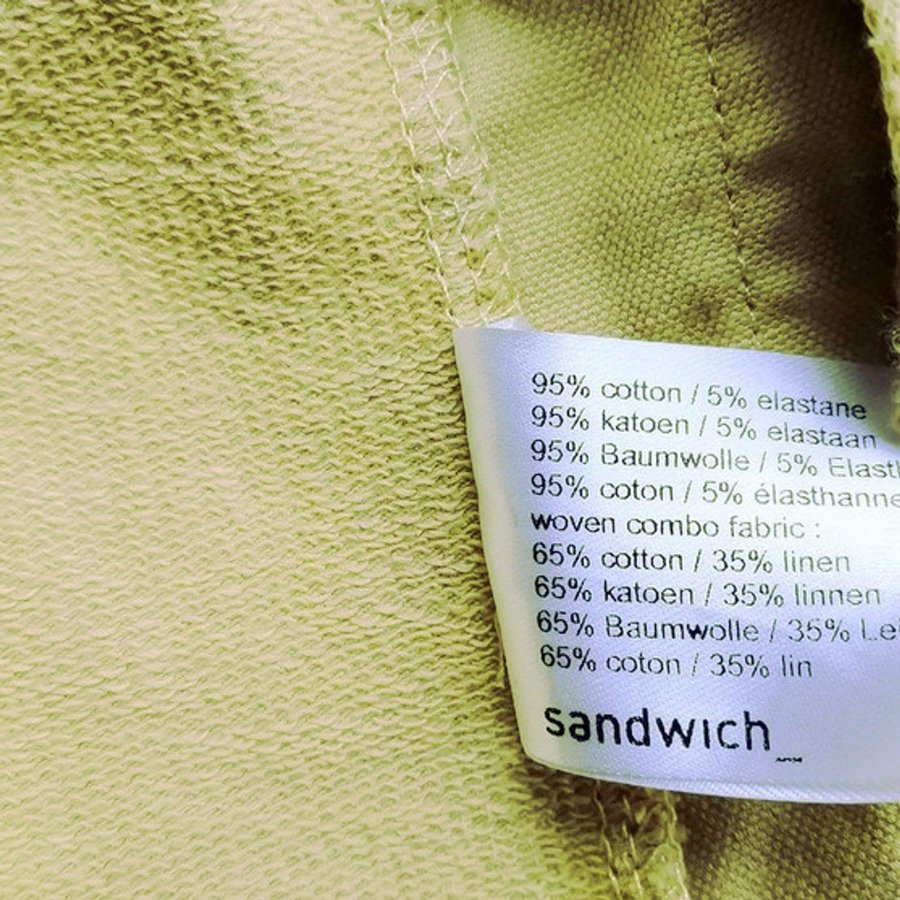 95% cotton / 5% elastane
95% katoen / 5% elastaan
95% Baumwolle / 5%
95% coton / 5% élasthanne
woven combo fabric :
65% cotton / 35% linen
65% katoen / 35% linnen
65% Baumwolle / 35%
65% coton / 35% lin
sandwich_